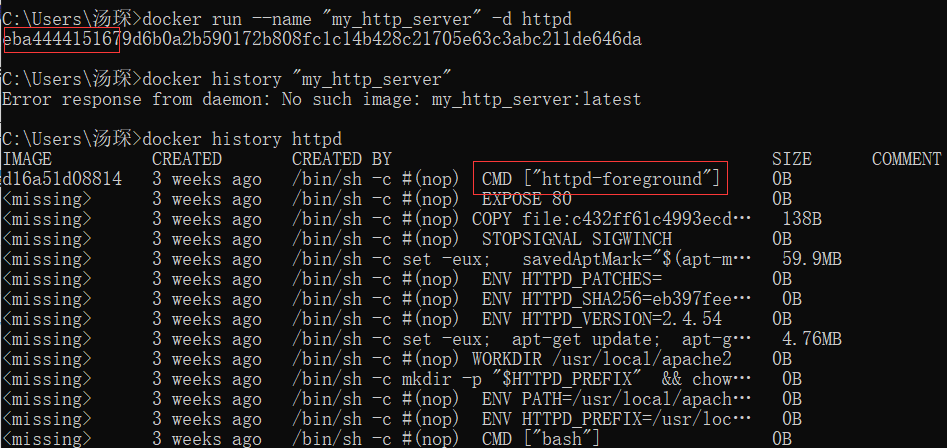 C:\Users\汤琛>docker run --name "my_http_server" -d httpd
eba4444151679d6b0a2b590172b808fc1c14b428c21705e63c3abc211de646da
C:\Users\汤琛>docker history "my_http_server"
Error response from daemon: No such image: my_http_server:latest
C:\Users\汤琛>docker history httpd
IMAGE CREATED CREATED BY SIZE COMMENT
d16a51d08814 3 weeks ago /bin/sh -c #(nop) CMD ["httpd-foreground"] 0B
<missing> 3 weeks ago /bin/sh -c #(nop) EXPOSE 80 0B
<missing> 3 weeks ago /bin/sh -c #(nop) COPY file:c432ff61c4993ecd… 138B
<missing> 3 weeks ago /bin/sh -c #(nop) STOPSIGNAL SIGWINCH 0B
<missing> 3 weeks ago /bin/sh -c set -eux; savedAptMark="$(apt-m… 59.9MB
<missing> 3 weeks ago /bin/sh -c #(nop) ENV HTTPD_PATCHES= 0B
<missing> 3 weeks ago /bin/sh -c #(nop) ENV HTTPD_SHA256=eb397fee… 0B
<missing> 3 weeks ago /bin/sh -c #(nop) ENV HTTPD_VERSION=2.4.54 0B
<missing> 3 weeks ago /bin/sh -c set -eux; apt-get update; apt-g… 4.76MB
<missing> 3 weeks ago /bin/sh -c #(nop) WORKDIR /usr/local/apache2 0B
<missing> 3 weeks ago /bin/sh -c mkdir -p "$HTTPD_PREFIX" && chow… 0B
<missing> 3 weeks ago /bin/sh -c #(nop) ENV PATH=/usr/local/apach… 0B
<missing> 3 weeks ago /bin/sh -c #(nop) ENV HTTPD_PREFIX=/usr/loc… 0B
<missing> 3 weeks ago /bin/sh -c #(nop) CMD ["bash"] 0B